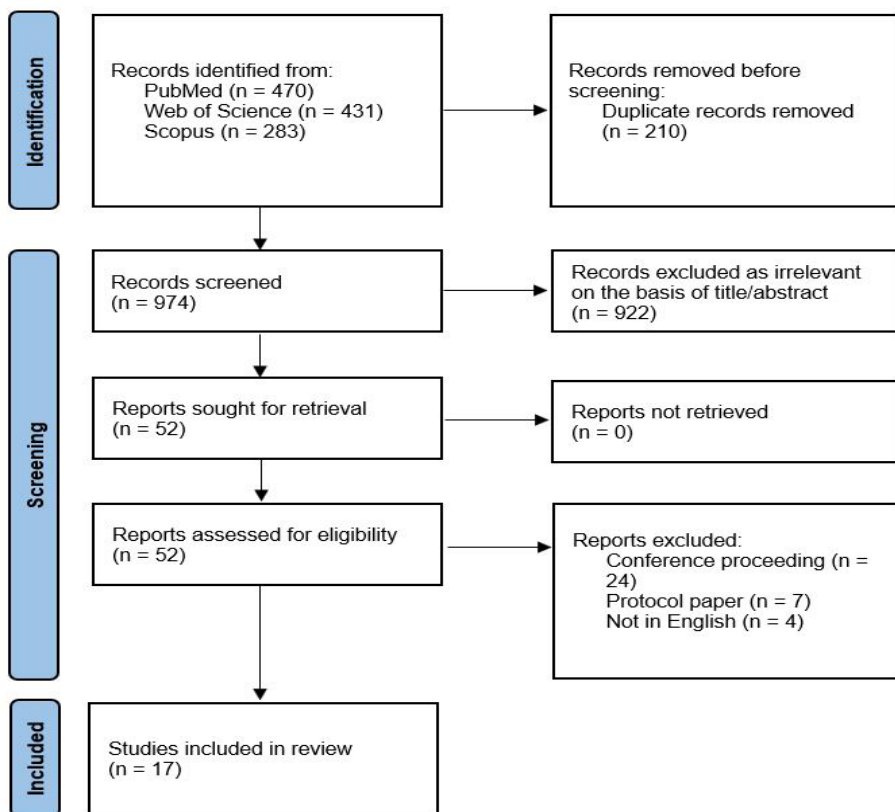 Identification
Records identified from:
PubMed (n = 470)
Web of Science (n = 431)
Scopus (n = 283)
Records removed before
screening:
Duplicate records removed
(n = 210)
Screening
Records screened
(n = 974)
Records excluded as irrelevant
on the basis of title/abstract
(n = 922)
Reports sought for retrieval
(n = 52)
Reports not retrieved
(n = 0)
Reports assessed for eligibility
(n = 52)
Reports excluded:
Conference proceeding (n =
24)
Protocol paper (n = 7)
Not in English (n = 4)
Included
Studies included in review
(n = 17)